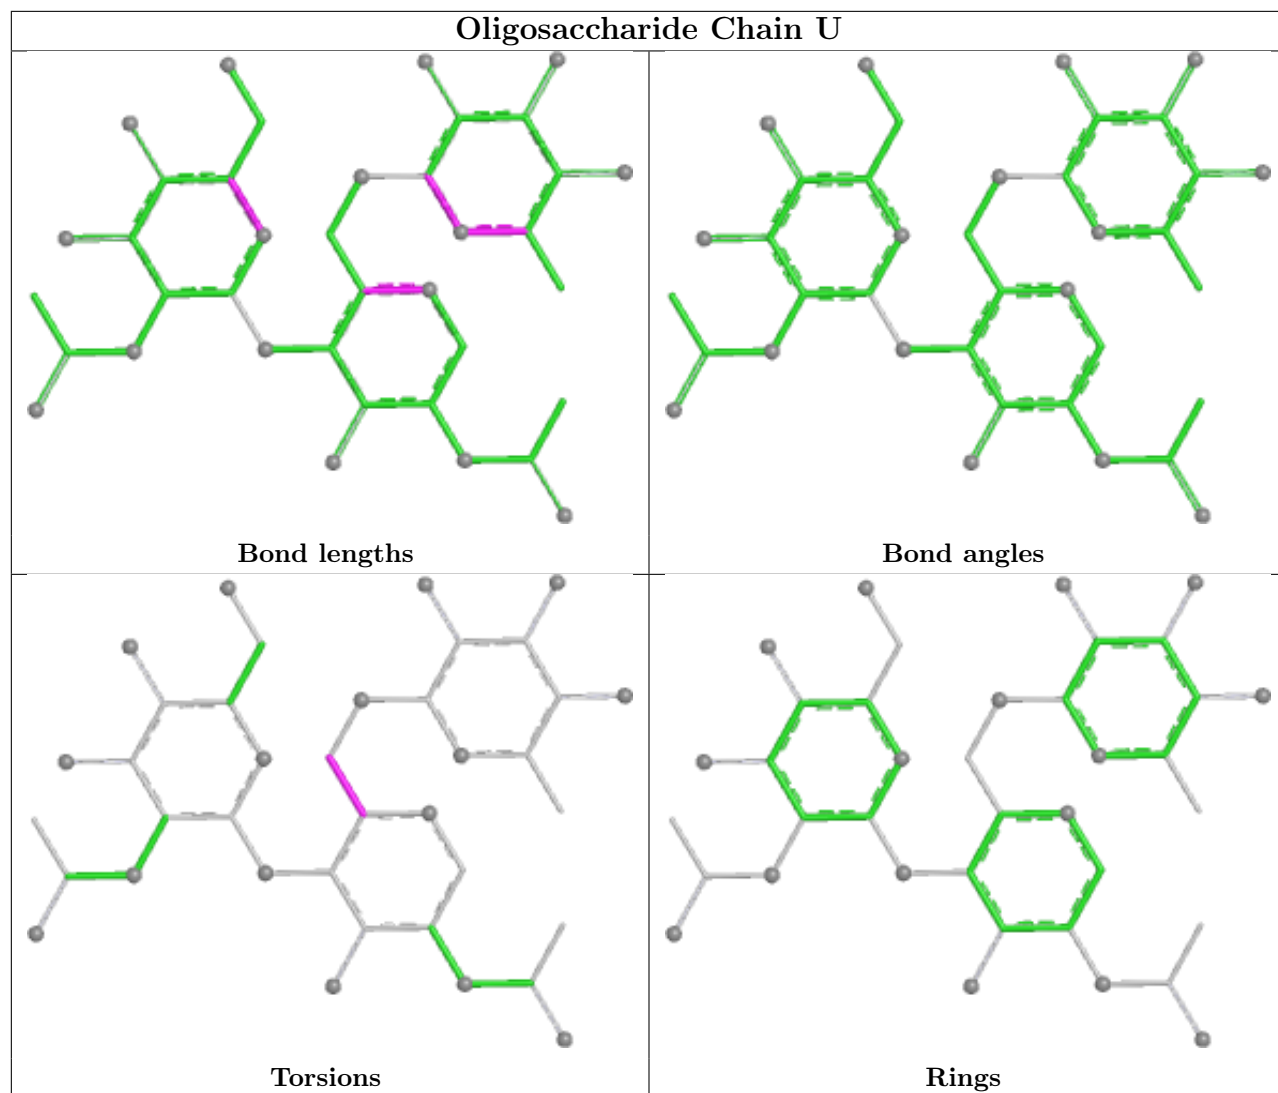 Oligosaccharide Chain U
Bond lengths
Bond angles
Torsions
Rings